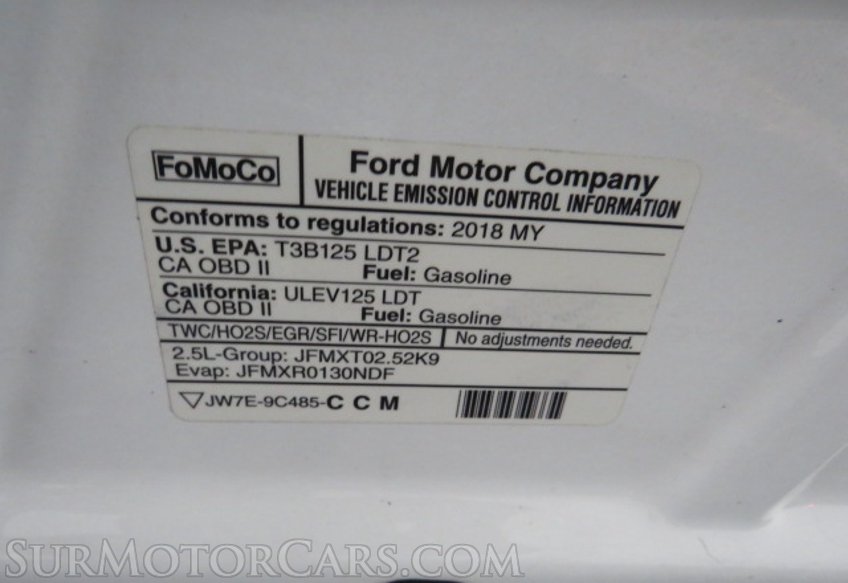 FoMoCo
Ford Motor Company
VEHICLE EMISSION CONTROL INFORMATION
Conforms to regulations: 2018 MY
U.S. EPA: T3B125 LDT2
CA OBD II Fuel: Gasoline
California: ULEV125 LDT
CA OBD II Fuel: Gasoline
TWC/HO2S/EGR/SFI/WR-HO2S No adjustments needed.
2.5L-Group: JFMXT02.52K9
Evap: JFMXR0130NDF
JW7E-9C485-C C M
SURMOTORCARS.COM